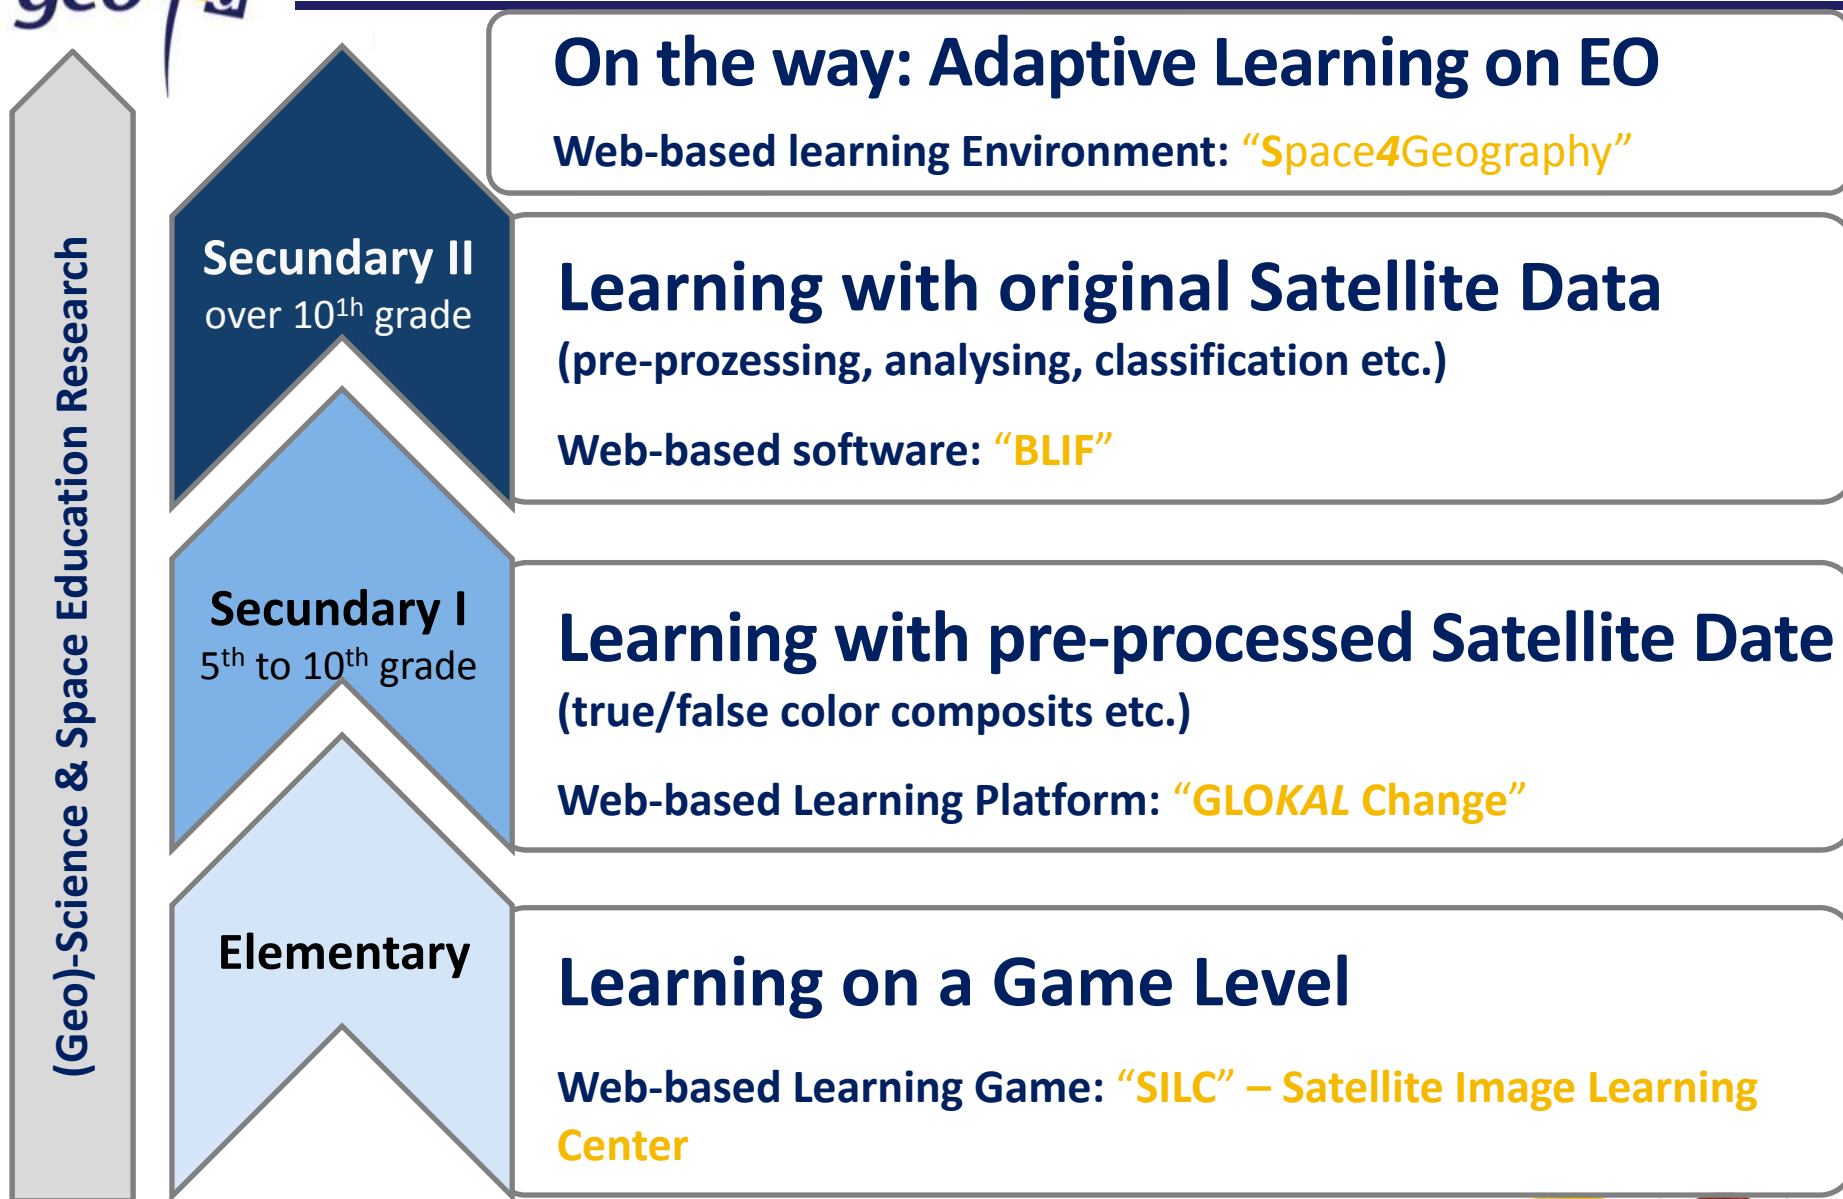 geo
On the way: Adaptive Learning on EO
Web-based learning Environment: “Space4Geography”
(Geo)-Science & Space Education Research
Secundary II
over 101h grade
Learning with original Satellite Data
(pre-prozessing, analysing, classification etc.)
Web-based software: “BLIF”
Secundary I
5th to 10th grade
Learning with pre-processed Satellite Date
(true/false color composits etc.)
Web-based Learning Platform: “GLOKAL Change”
Elementary
Learning on a Game Level
Web-based Learning Game: “SILC” – Satellite Image Learning
Center